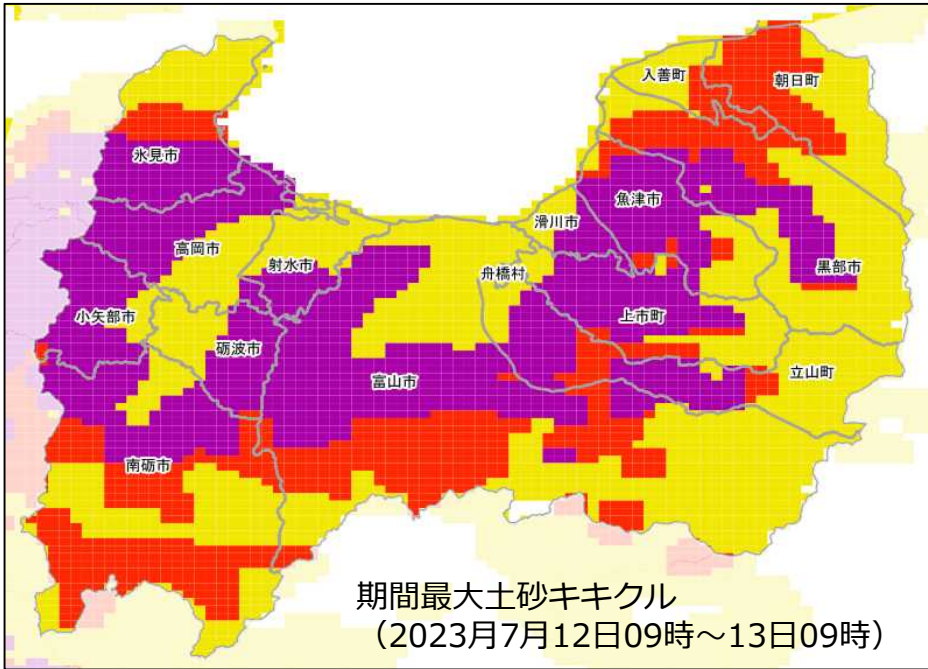 入善町
朝日町
氷見市
魚津市
滑川市
高岡市
射水市
舟橋村
黒部市
小矢部市
上市町
砺波市
立山町
富山市
南砺市
期間最大土砂キキクル
（2023月7月12日09時～13日09時）